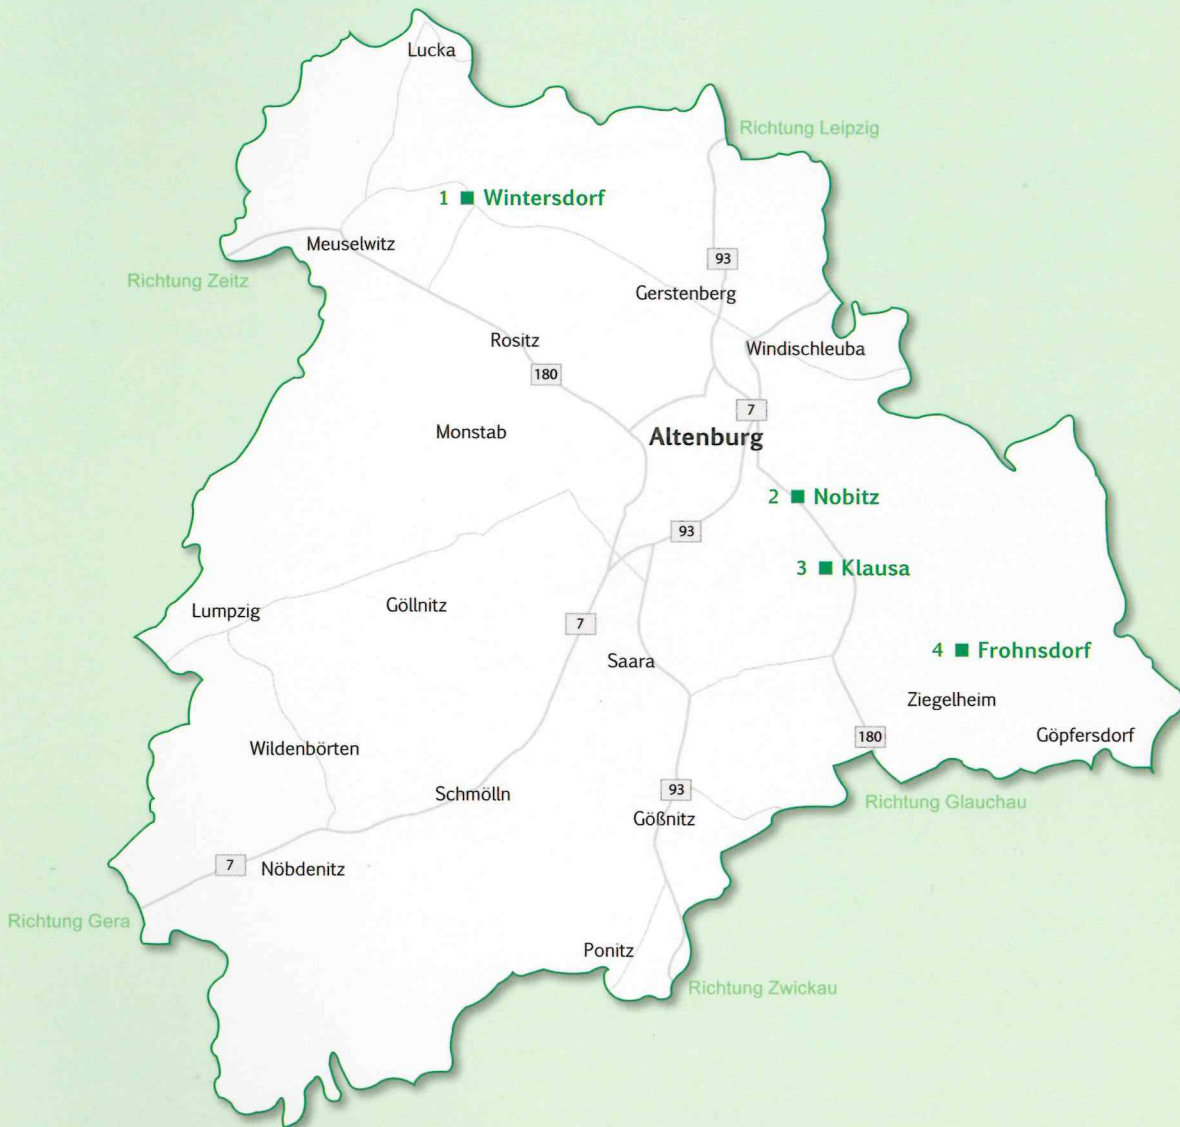 Lucka
Richtung Leipzig
1 Wintersdorf
Meuselwitz
93
Richtung Zeitz
Gerstenberg
Rositz
Windischleuba
180
7
Monstab
Altenburg
2 Nobitz
93
3 Klausa
Göllnitz
Lumpzig
7
4 Frohnsdorf
Saara
Ziegelheim
Göpfersdorf
180
Wildenbörten
93
Schmölln
Richtung Glauchau
Gößnitz
7
Nöbdenitz
Richtung Gera
Ponitz
Richtung Zwickau